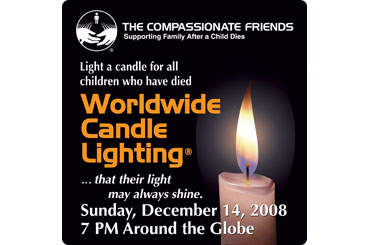 THE COMPASSIONATE FRIENDS
Supporting Family After a Child Dies
Light a candle for all
children who have died
Worldwide
Candle
Lighting®
... that their light
may always shine.
Sunday, December 14, 2008
7 PM Around the Globe